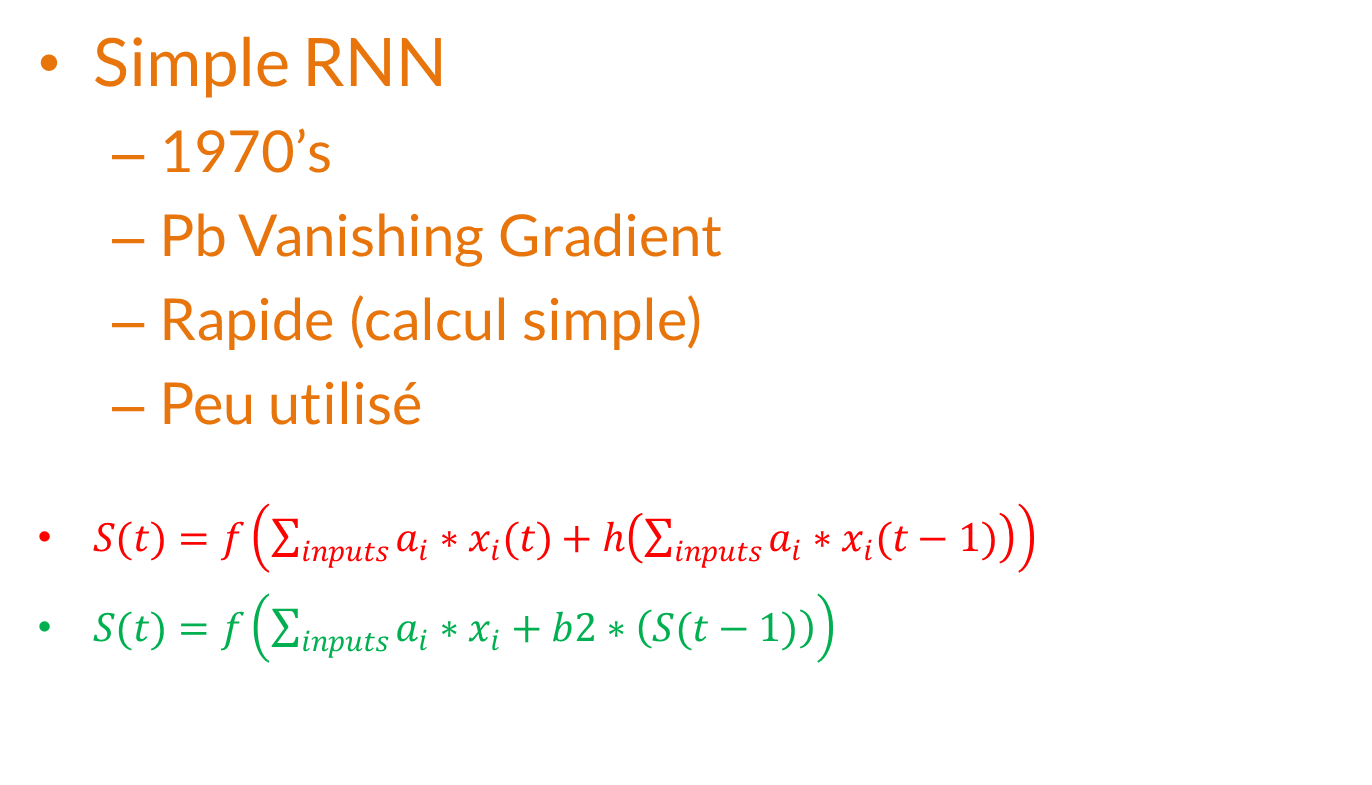 • Simple RNN
– 1970’s
– Pb Vanishing Gradient
– Rapide (calcul simple)
– Peu utilisé
• S(t) = f(∑inputs ai ∗ xi(t) + h(∑inputs ai ∗ xi(t − 1)))
• S(t) = f(∑inputs ai ∗ xi + b2 ∗ (S(t − 1)))